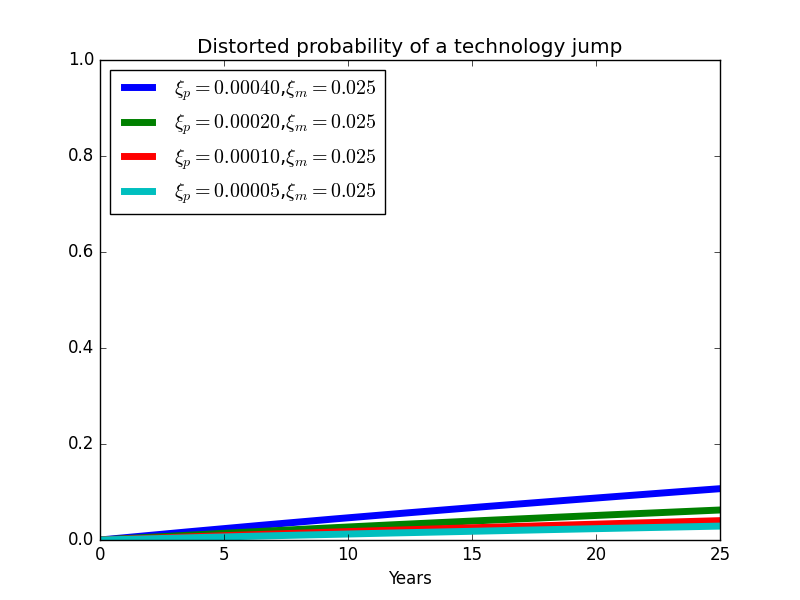 Distorted probability of a technology jump
1.0
0.8
0.6
0.4
0.2
0.0
ξp = 0.00040,ξm = 0.025
ξp = 0.00020,ξm = 0.025
ξp = 0.00010,ξm = 0.025
ξp = 0.00005,ξm = 0.025
0 5 10 15 20 25
Years